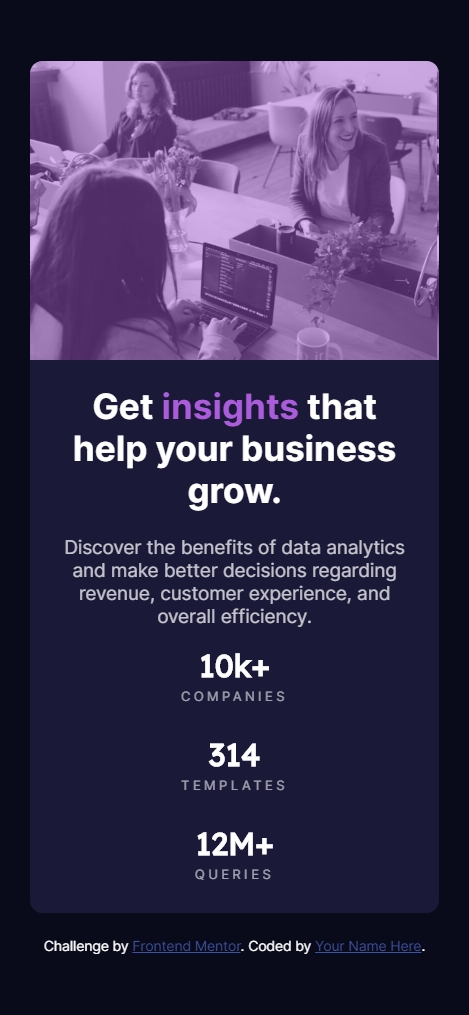 Get insights that
help your business
grow.
Discover the benefits of data analytics
and make better decisions regarding
revenue, customer experience, and
overall efficiency.
10k+
COMPANIES
314
TEMPLATES
12M+
QUERIES
Challenge by Frontend Mentor. Coded by Your Name Here.